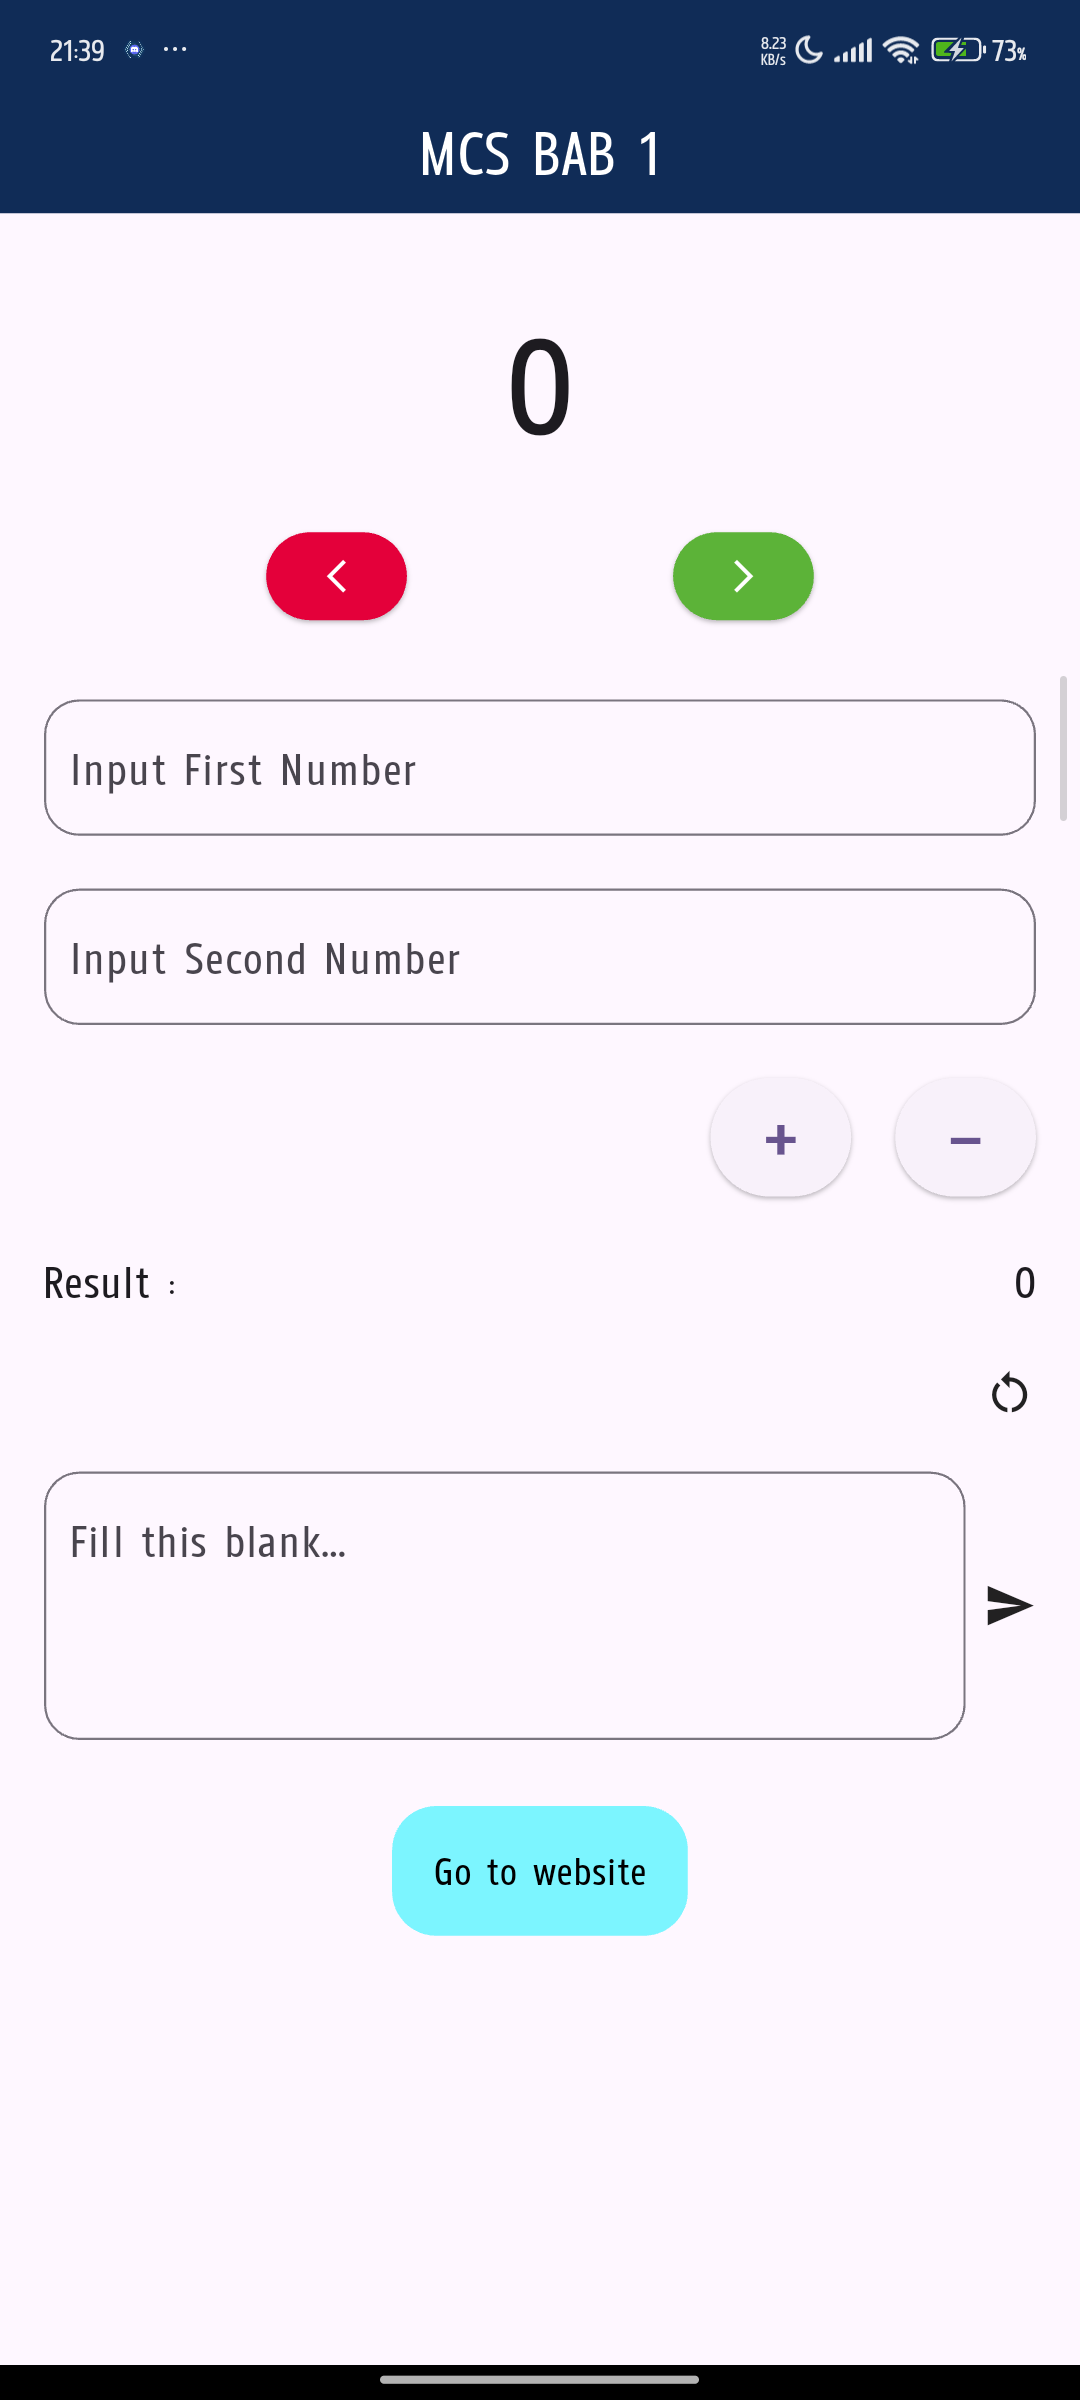 21:39 ... 8.23 KB/s 73%
MCS BAB 1
0
Input First Number
Input Second Number
+ −
Result : 0
Fill this blank...
Go to website